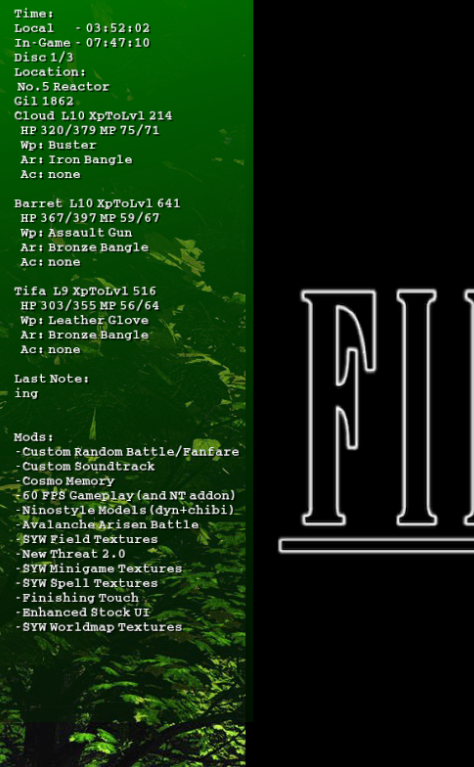 Time:
Local - 03:52:02
In-Game - 07:47:10
Disc 1/3
Location:
No.5 Reactor
Gil 1862
Cloud L10 XpToLvl 214
HP 320/379 MP 75/71
Wp: Buster
Ar: Iron Bangle
Ac: none
Barret L10 XpToLvl 641
HP 367/397 MP 59/67
Wp: Assault Gun
Ar: Bronze Bangle
Ac: none
Tifa L9 XpToLvl 516
HP 303/355 MP 56/64
Wp: Leather Glove
Ar: Bronze Bangle
Ac: none
Last Note:
ing
Mods:
-Custom Random Battle/Fanfare
-Custom Soundtrack
-Cosmo Memory
-60 FPS Gameplay (and NT addon)
-Ninostyle Models (dyn+chibi)
-Avalanche Arisen Battle
-SYW Field Textures
-New Threat 2.0
-SYW Minigame Textures
-SYW Spell Textures
-Finishing Touch
-Enhanced Stock UI
-SYW Worldmap Textures
FI